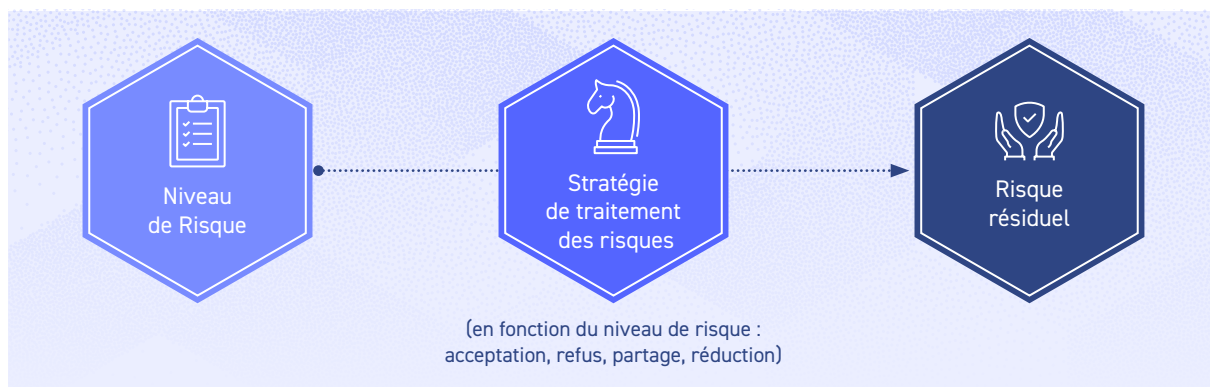 Niveau
de Risque
Stratégie
de traitement
des risques
Risque
résiduel
(en fonction du niveau de risque :
acceptation, refus, partage, réduction)